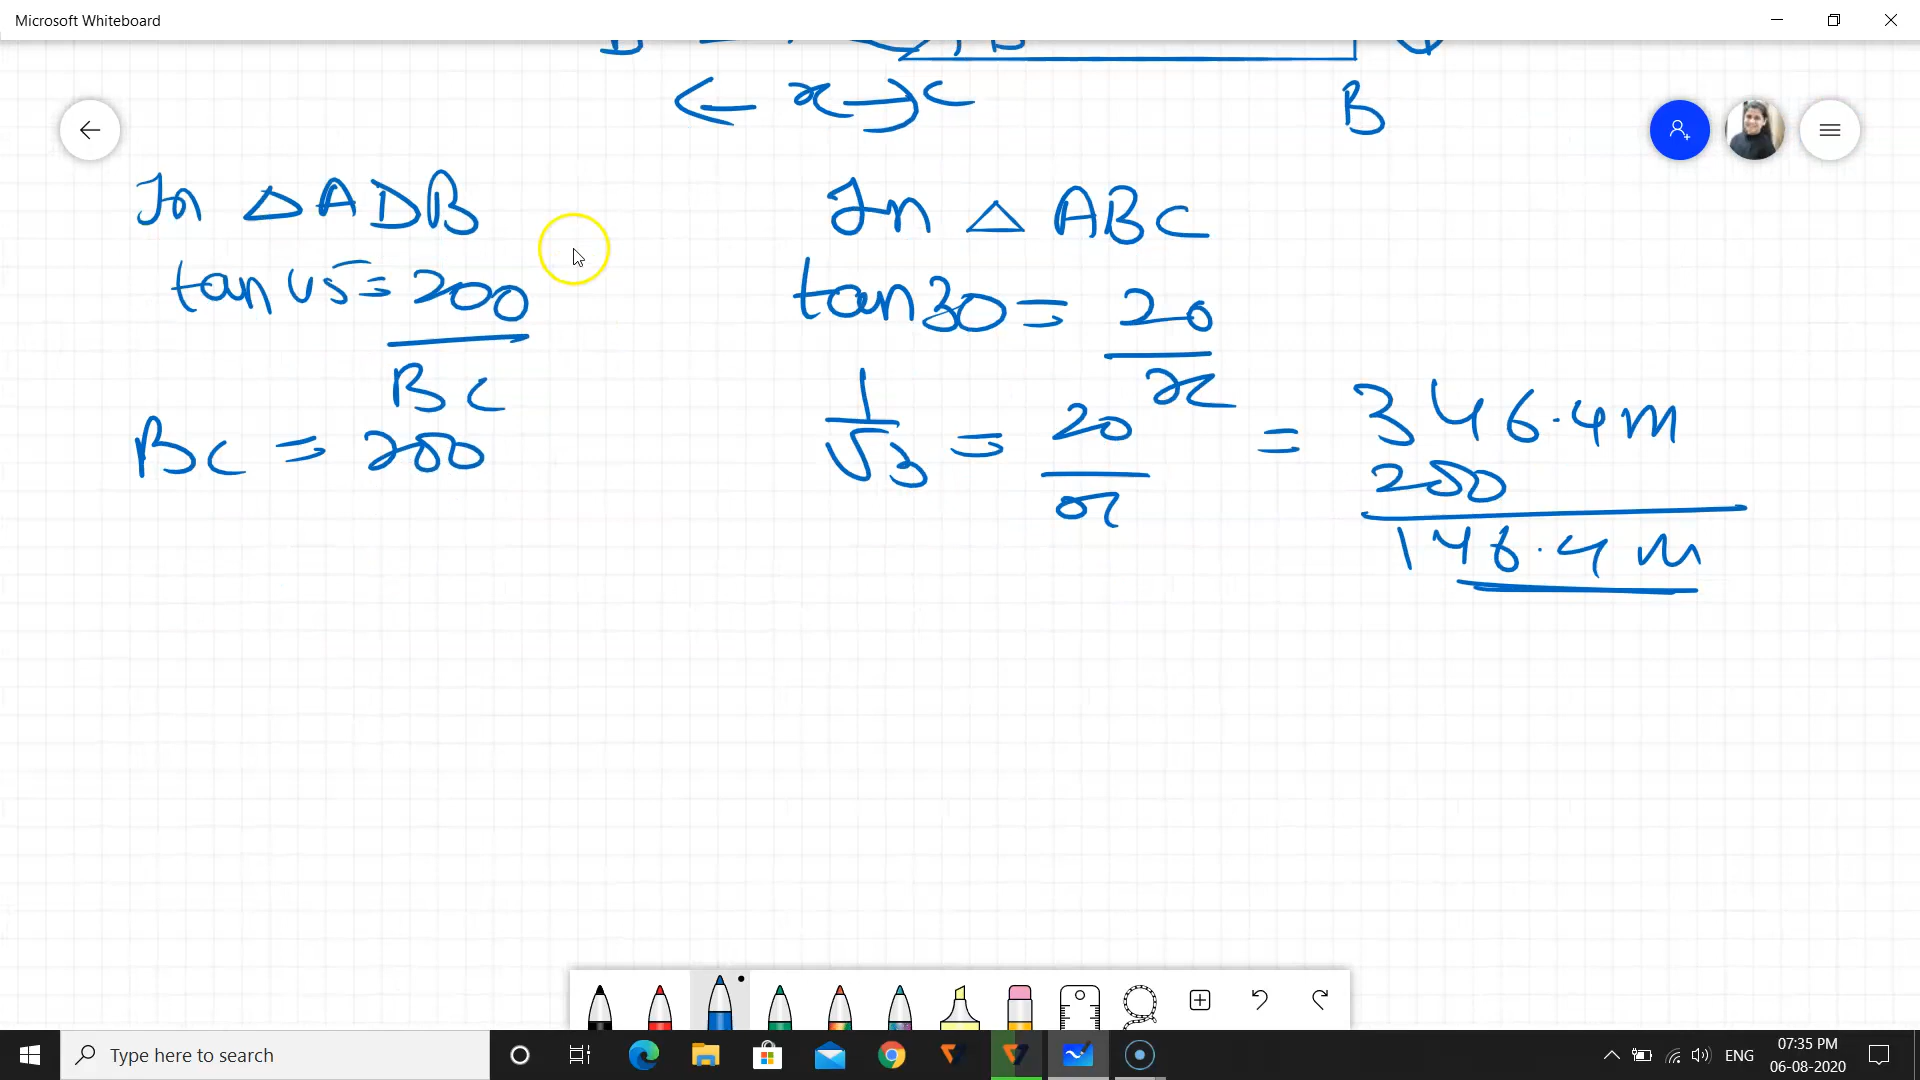 Microsoft Whiteboard
← x → C
B
In △ ADB
tan 45 = 200
BC
BC = 200
In △ ABC
tan 30 = 20
x
1
√3
= 20
x
= 346.4 m
200
146.4 m
Type here to search
ENG
07:35 PM
06-08-2020